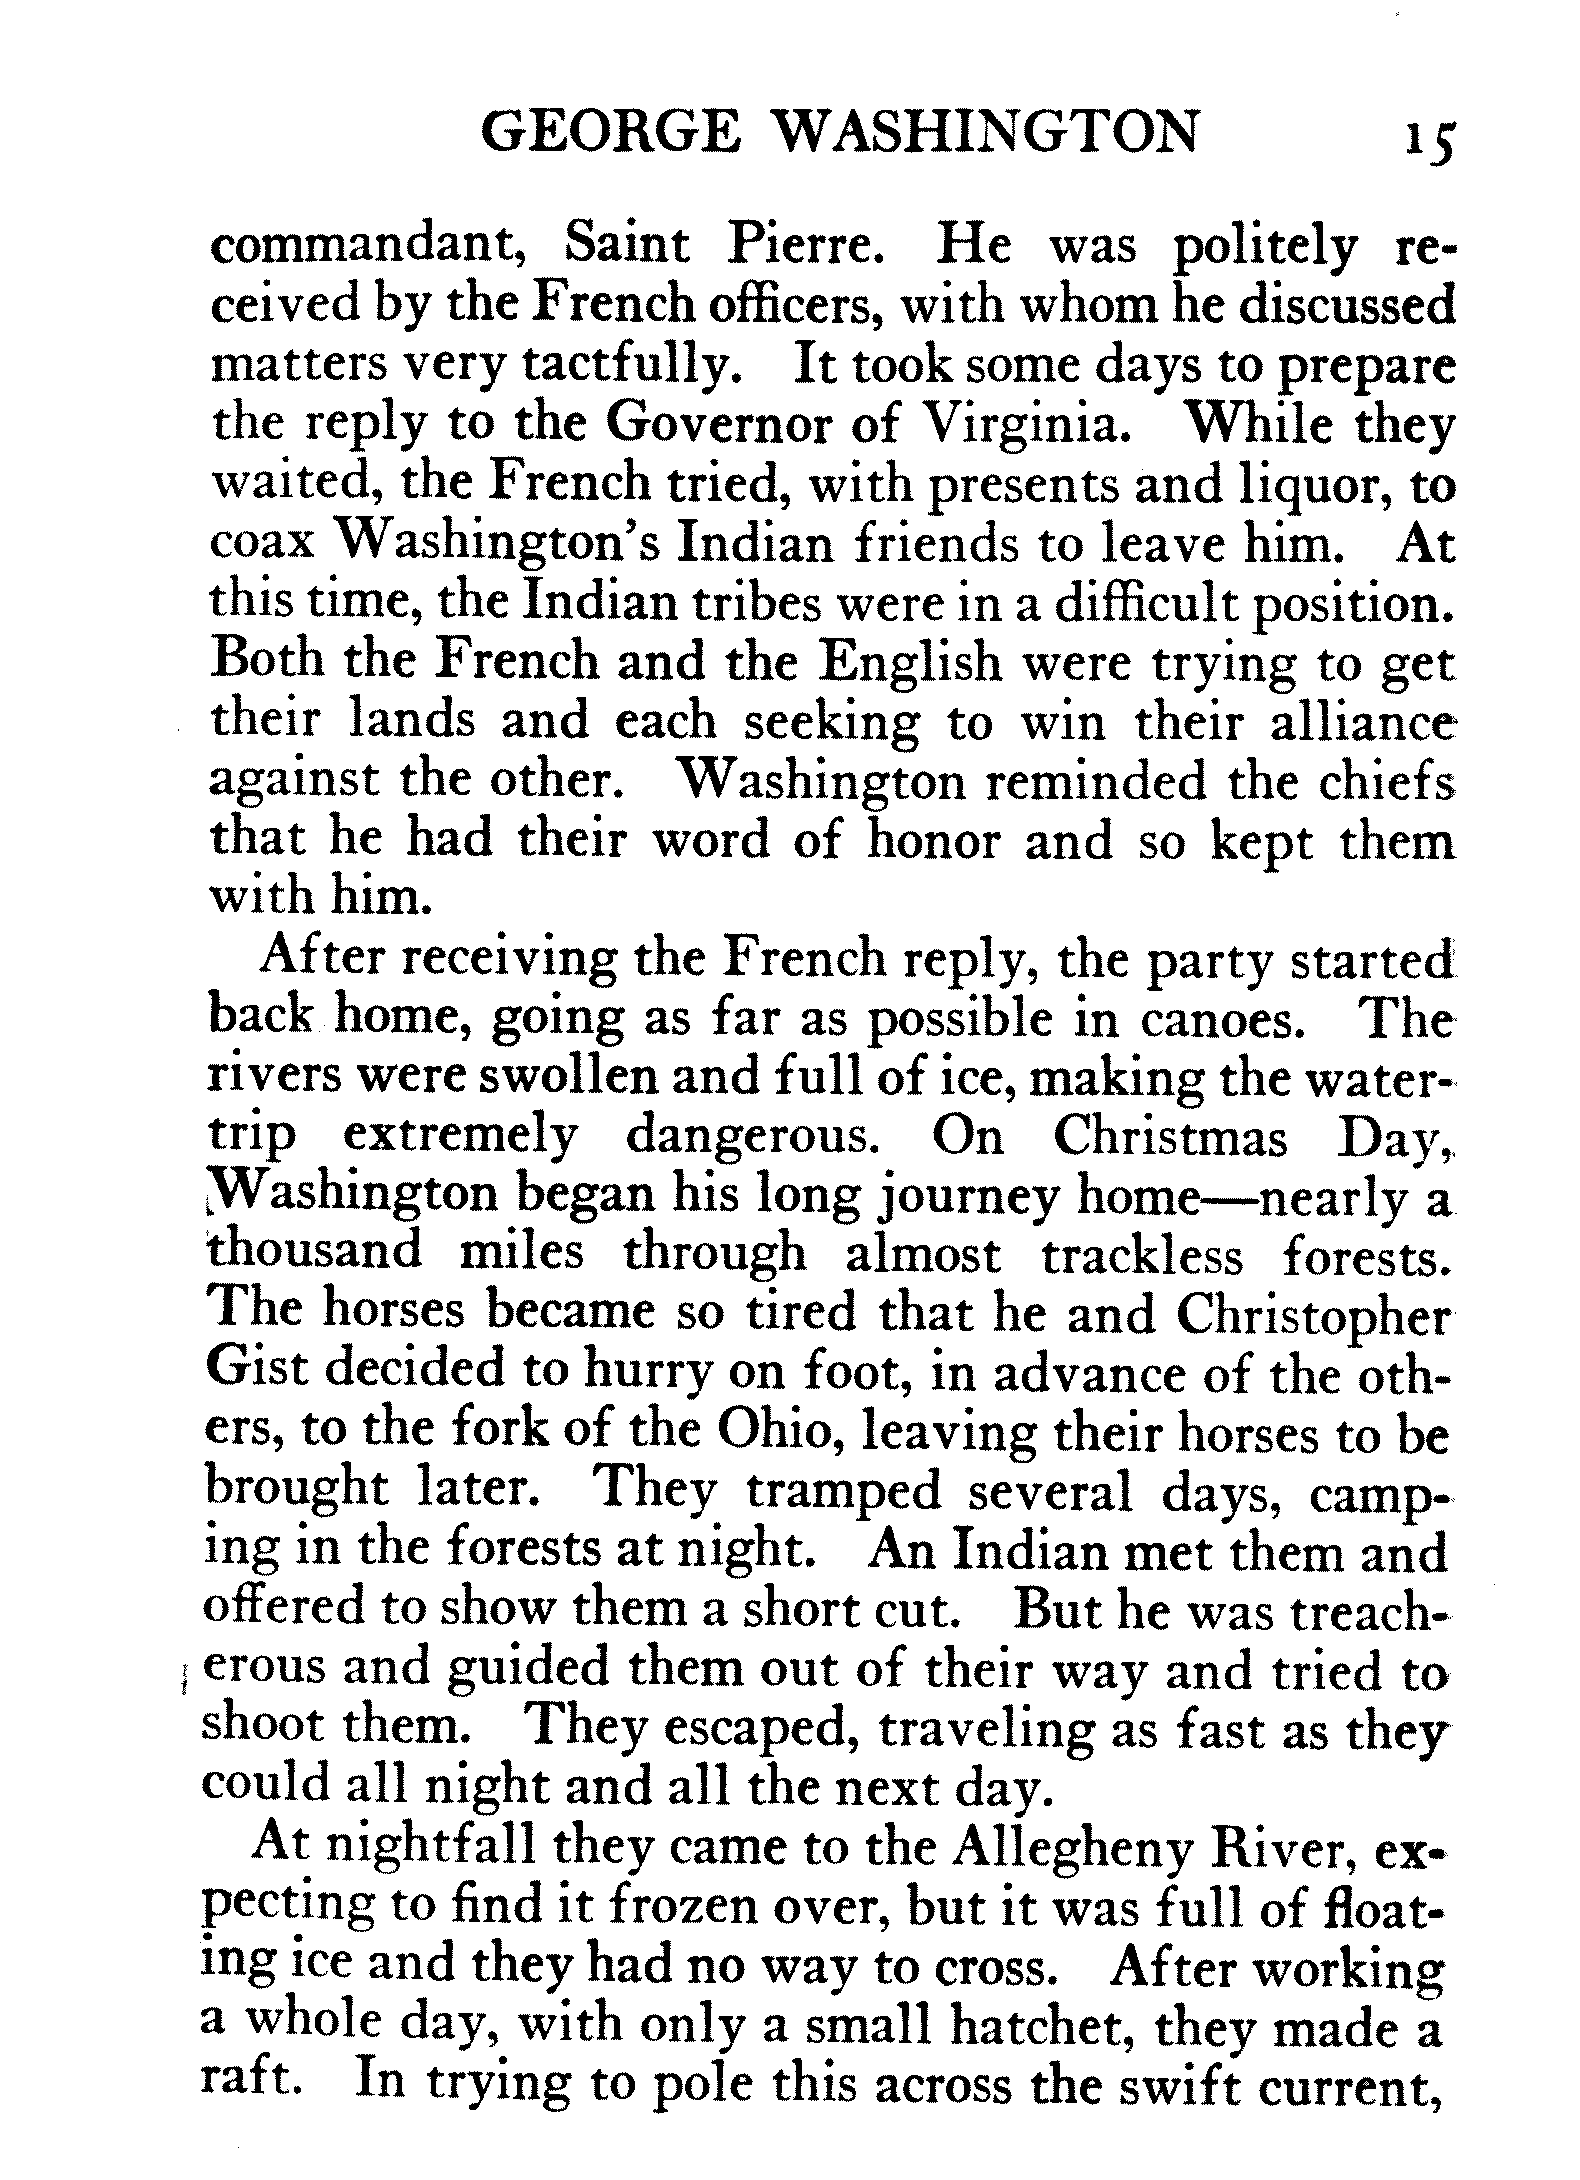 GEORGE WASHINGTON 15
commandant, Saint Pierre. He was politely re-
ceived by the French officers, with whom he discussed
matters very tactfully. It took some days to prepare
the reply to the Governor of Virginia. While they
waited, the French tried, with presents and liquor, to
coax Washington's Indian friends to leave him. At
this time, the Indian tribes were in a difficult position.
Both the French and the English were trying to get
their lands and each seeking to win their alliance
against the other. Washington reminded the chiefs
that he had their word of honor and so kept them
with him.
After receiving the French reply, the party started
back home, going as far as possible in canoes. The
rivers were swollen and full of ice, making the water-
trip extremely dangerous. On Christmas Day,
Washington began his long journey home—nearly a
thousand miles through almost trackless forests.
The horses became so tired that he and Christopher
Gist decided to hurry on foot, in advance of the oth-
ers, to the fork of the Ohio, leaving their horses to be
brought later. They tramped several days, camp-
ing in the forests at night. An Indian met them and
offered to show them a short cut. But he was treach-
erous and guided them out of their way and tried to
shoot them. They escaped, traveling as fast as they
could all night and all the next day.
At nightfall they came to the Allegheny River, ex-
pecting to find it frozen over, but it was full of float-
ing ice and they had no way to cross. After working
a whole day, with only a small hatchet, they made a
raft. In trying to pole this across the swift current,